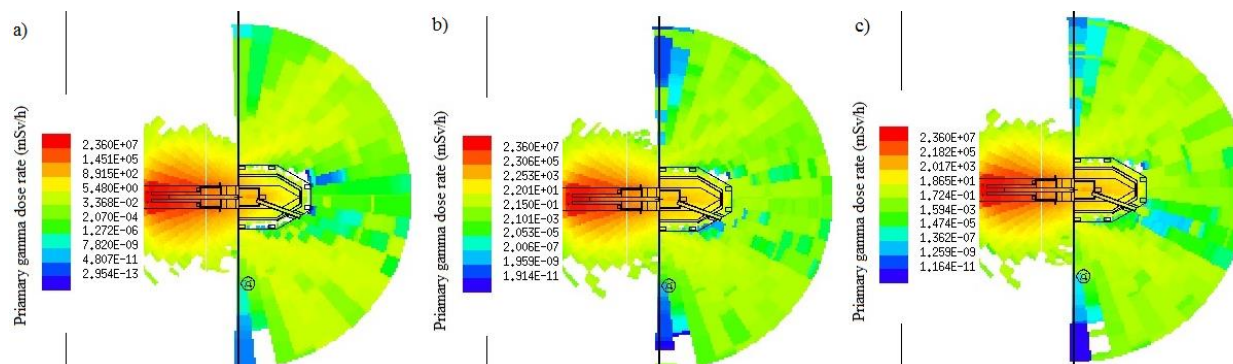 a)
Priamary gamma dose rate (mSv/h)
2.360E+07
1.451E+05
8.915E+02
5.480E+00
3.368E-02
2.070E-04
1.272E-06
7.820E-09
4.807E-11
2.954E-13
b)
Priamary gamma dose rate (mSv/h)
2.360E+07
2.306E+05
2.253E+03
2.201E+01
2.150E-01
2.101E-03
2.053E-05
2.006E-07
1.959E-09
1.914E-11
c)
Priamary gamma dose rate (mSv/h)
2.360E+07
2.182E+05
2.017E+03
1.865E+01
1.724E-01
1.594E-03
1.474E-05
1.362E-07
1.259E-09
1.164E-11